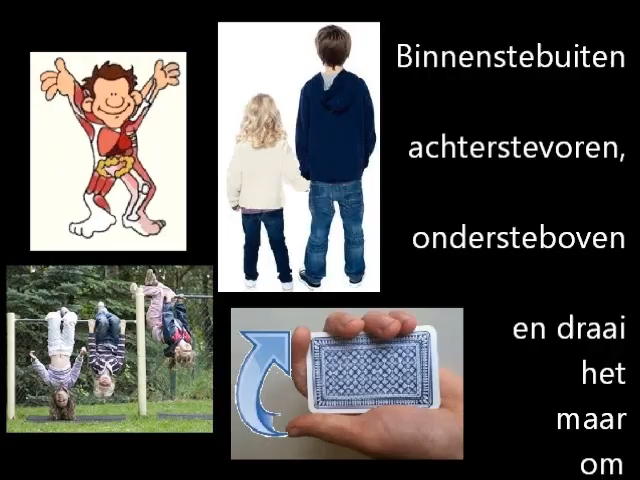 Binnenstebuiten
achterstevoren,
ondersteboven
en draai
het
maar
om